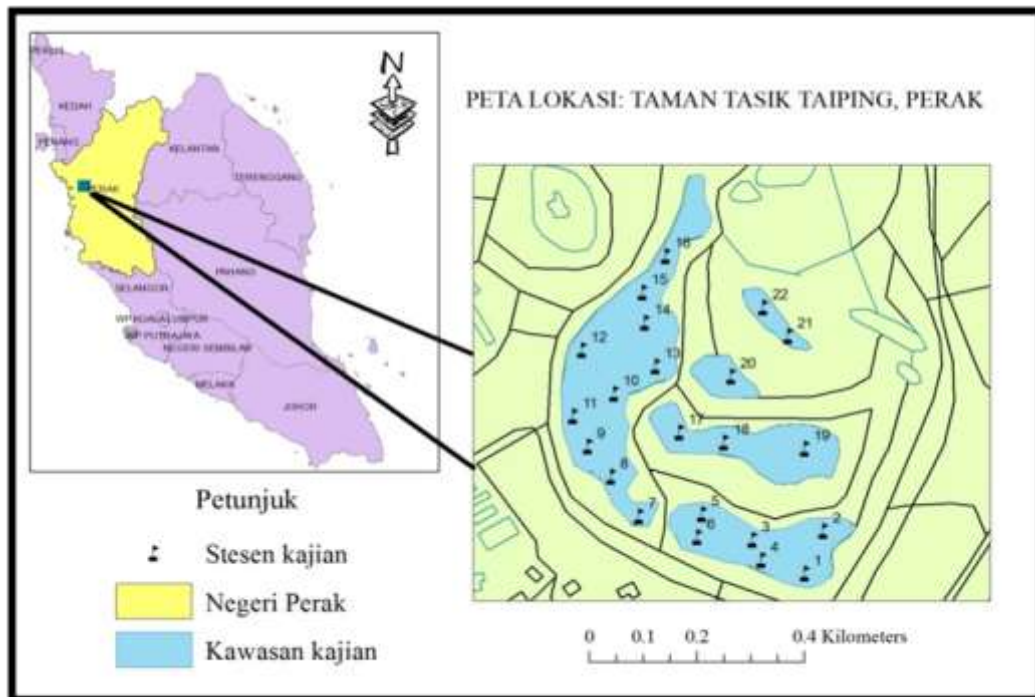 PERLIS
KEDAH
PENANG
PERAK
KELANTAN
TERENGGANU
PAHANG
SELANGOR
WP KUALA LUMPUR
WP PUTRAJAYA
NEGERI SEMBILAN
MELAKA
JOHOR
N
PETA LOKASI: TAMAN TASIK TAIPING, PERAK
16
15
14
22
21
12
13
20
10
11
17
18
19
9
8
7
5
6
3
2
4
1
Petunjuk
Stesen kajian
Negeri Perak
Kawasan kajian
0 0.1 0.2 0.4 Kilometers